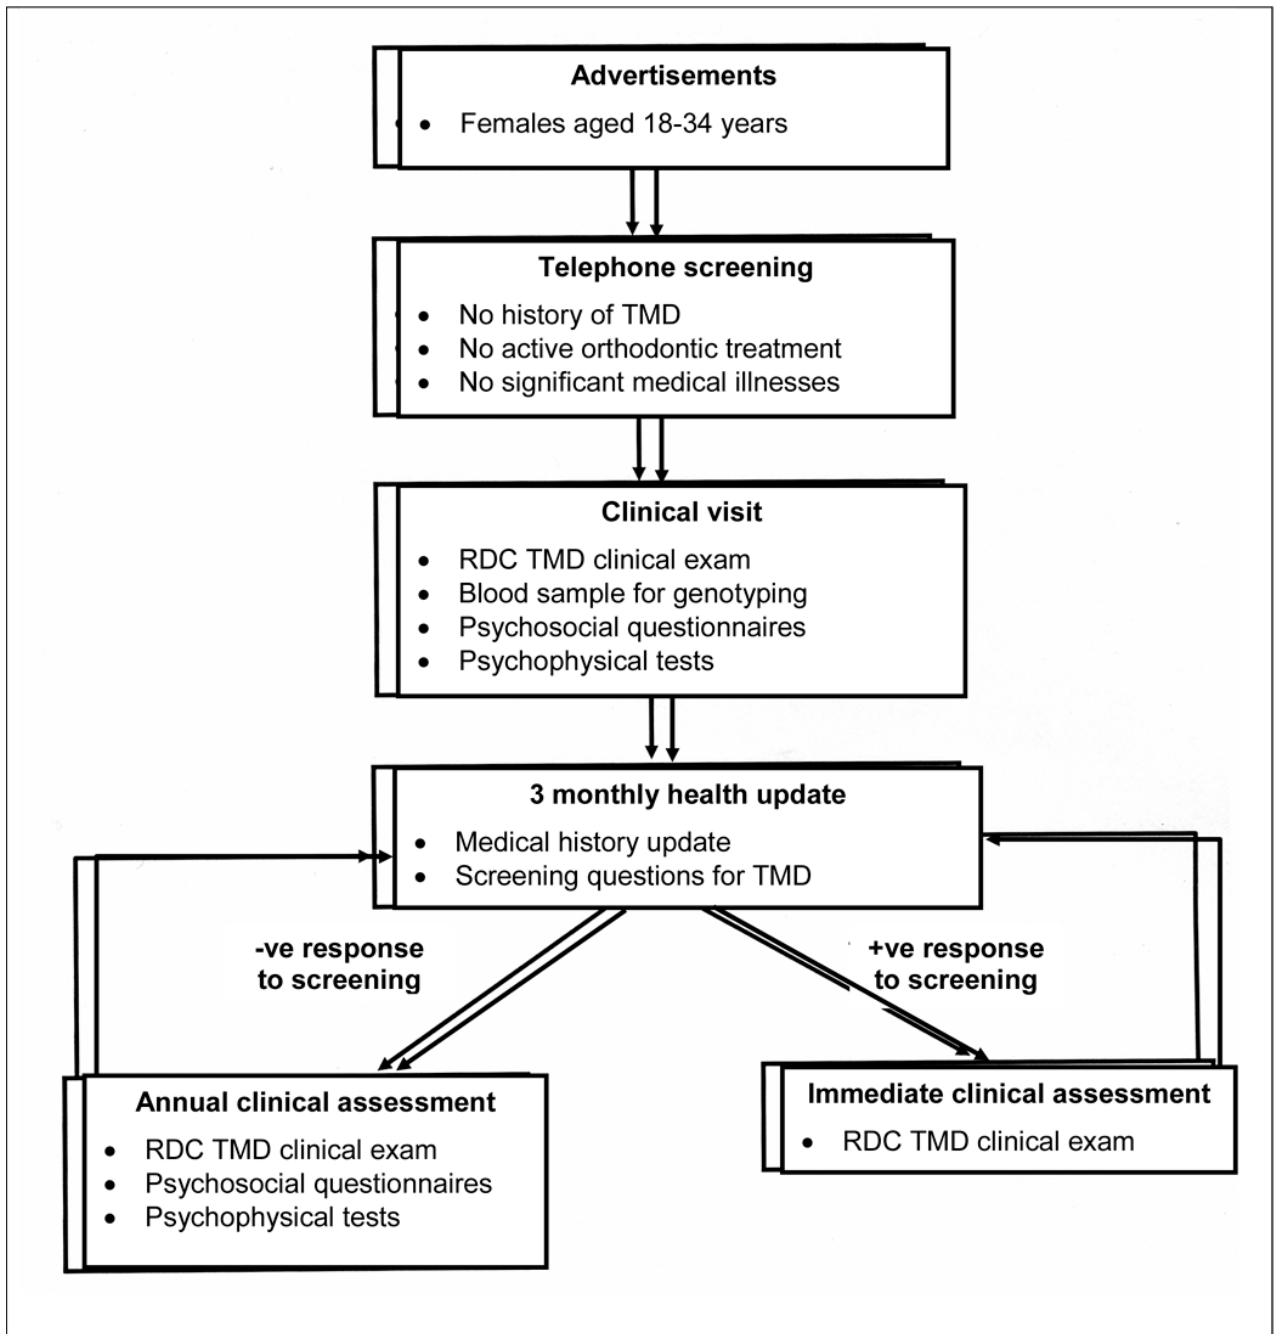 Advertisements
• Females aged 18-34 years
Telephone screening
• No history of TMD
• No active orthodontic treatment
• No significant medical illnesses
Clinical visit
• RDC TMD clinical exam
• Blood sample for genotyping
• Psychosocial questionnaires
• Psychophysical tests
3 monthly health update
• Medical history update
• Screening questions for TMD
-ve response
to screening
+ve response
to screening
Annual clinical assessment
• RDC TMD clinical exam
• Psychosocial questionnaires
• Psychophysical tests
Immediate clinical assessment
• RDC TMD clinical exam